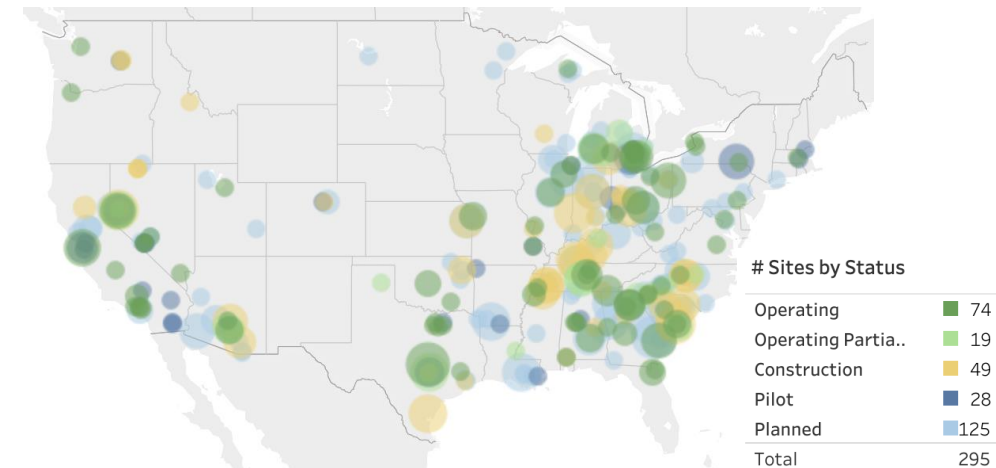 # Sites by Status
Operating 74
Operating Partia.. 19
Construction 49
Pilot 28
Planned 125
Total 295